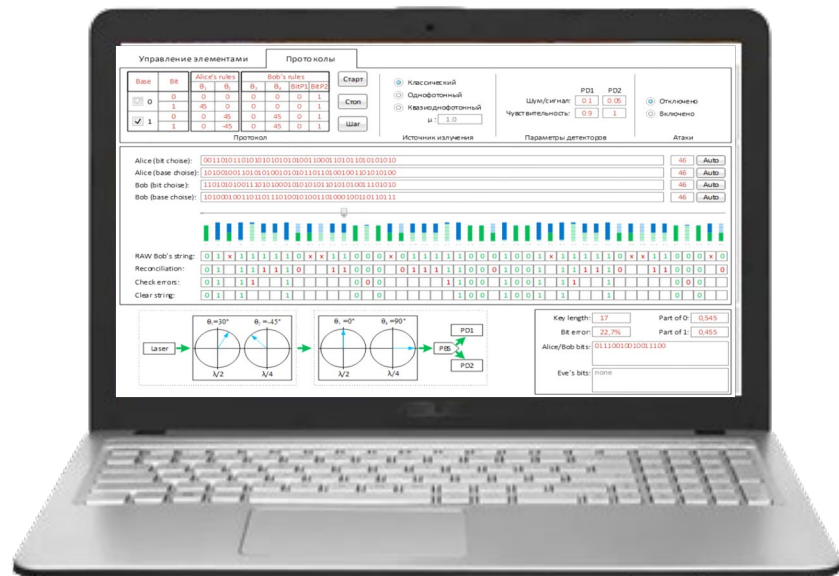 Управление элементами Протоколы
Base Bit Alice's rules Bob's rules
θ₁ θ₂ θ₃ θ₄ BitP1 BitP2
0 0 0 0 0 0 0 1
1 45 0 0 0 0 1
1 0 0 -45 0 45 0 1
1 0 -45 0 45 0 1
Протокол
Старт
Стоп
Шаг
Классический
Однофотонный
Квазиоднофотонный
μ : 1.0
Источник излучения
PD1 PD2
Шум/сигнал: 0.1 0.05
Чувствительность: 0.9 1
Параметры детекторов
Отключено
Включено
Атаки
Alice (bit choise): 46 Auto
Alice (base choise): 46 Auto
Bob (bit choise): 46 Auto
Bob (base choise): 46 Auto
RAW Bob's string:
Reconciliation:
Check errors:
Clear string:
Laser
θ₁=30° θ₂=-45°
λ/2 λ/4
θ₃=0° θ₄=90°
λ/2 λ/4
PBS
PD1
PD2
Key length: 17 Part of 0: 0,545
Bit error: 22,7% Part of 1: 0,455
Alice/Bob bits: 01110010010011100
Eve's bits: none